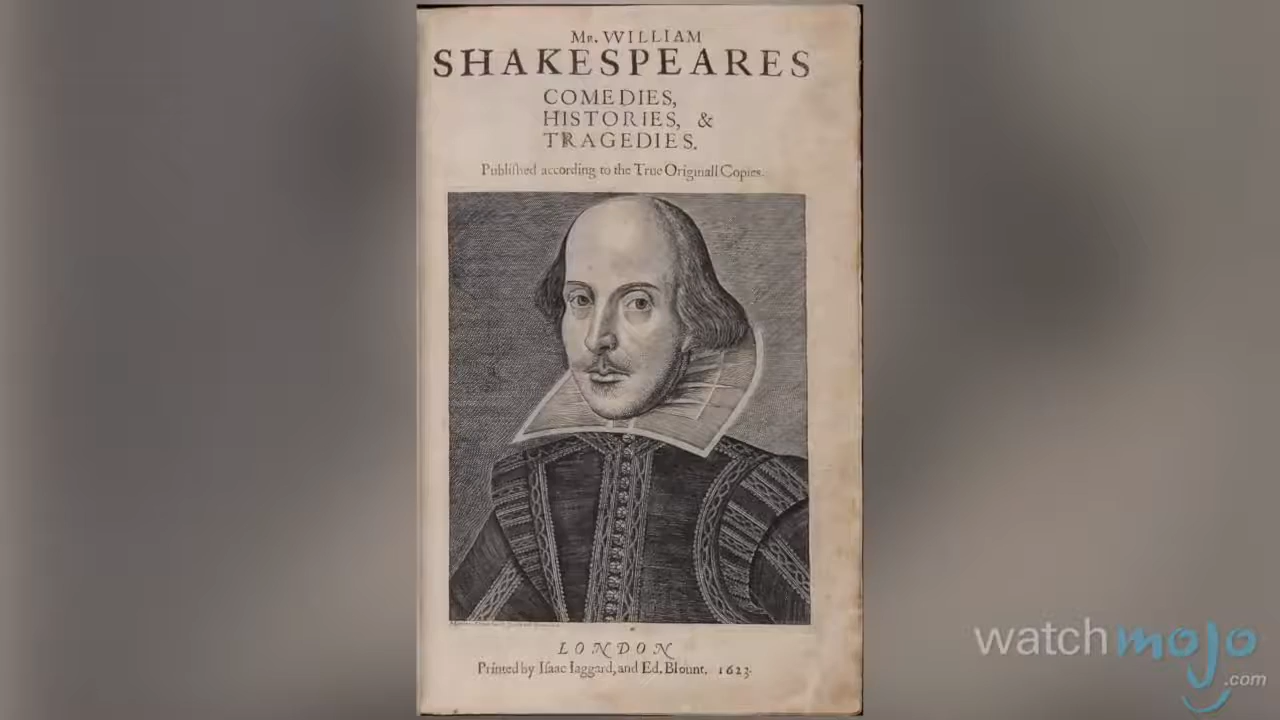 Mr. WILLIAM
SHAKESPEARES
COMEDIES,
HISTORIES, &
TRAGEDIES.
Publiſhed according to the True Originall Copies.
LONDON
Printed by Iſaac Iaggard, and Ed. Blount. 1623.
watchmojo
.com